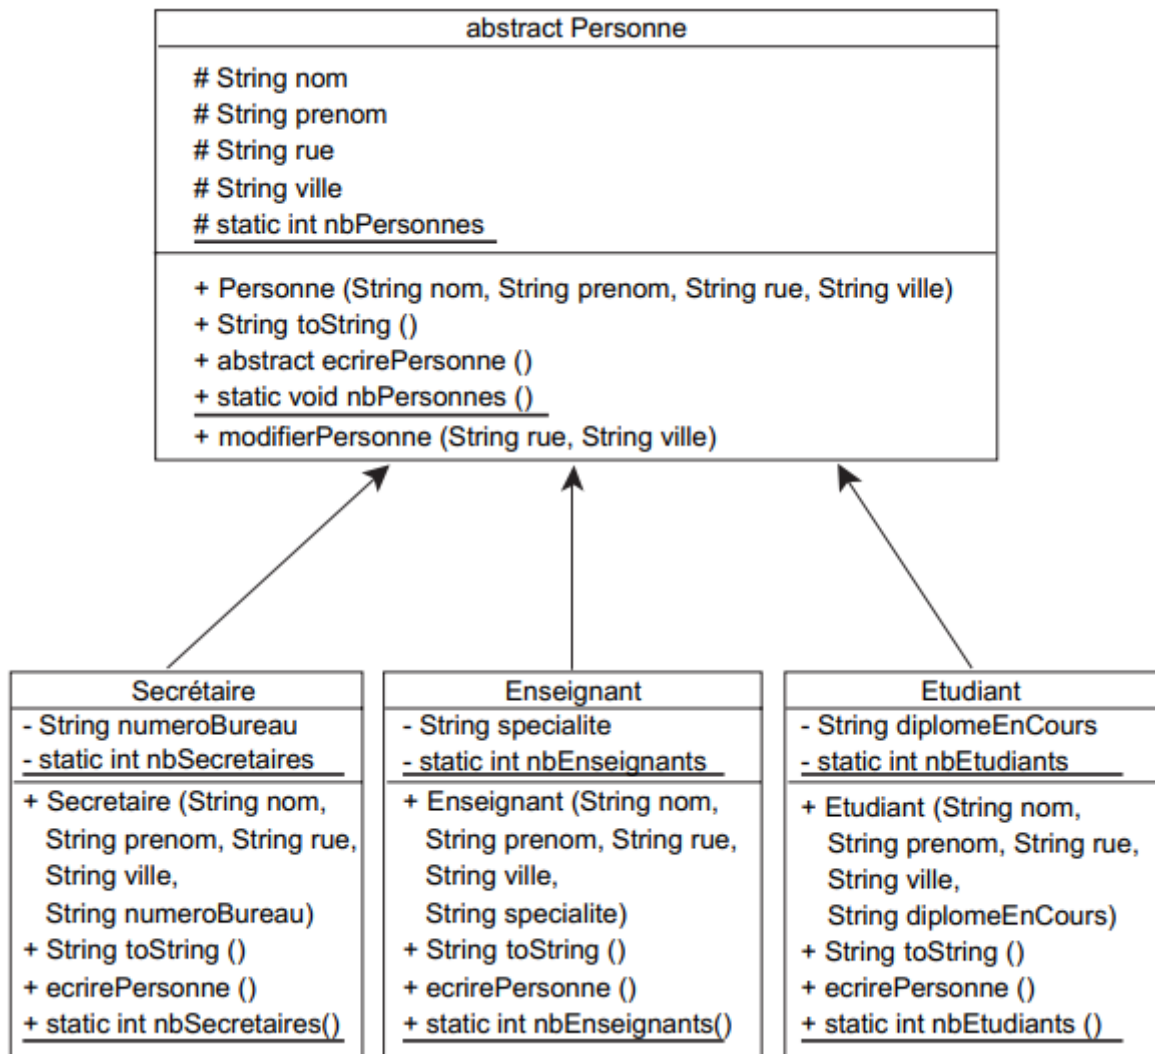 abstract Personne
# String nom
# String prenom
# String rue
# String ville
# static int nbPersonnes
+ Personne (String nom, String prenom, String rue, String ville)
+ String toString ()
+ abstract ecrirePersonne ()
+ static void nbPersonnes ()
+ modifierPersonne (String rue, String ville)
Secrétaire
- String numeroBureau
- static int nbSecretaires
+ Secretaire (String nom,
String prenom, String rue,
String ville,
String numeroBureau)
+ String toString ()
+ ecrirePersonne ()
+ static int nbSecretaires()
Enseignant
- String specialite
- static int nbEnseignants
+ Enseignant (String nom,
String prenom, String rue,
String ville,
String specialite)
+ String toString ()
+ ecrirePersonne ()
+ static int nbEnseignants()
Etudiant
- String diplomeEnCours
- static int nbEtudiants
+ Etudiant (String nom,
String prenom, String rue,
String ville,
String diplomeEnCours)
+ String toString ()
+ ecrirePersonne ()
+ static int nbEtudiants ()